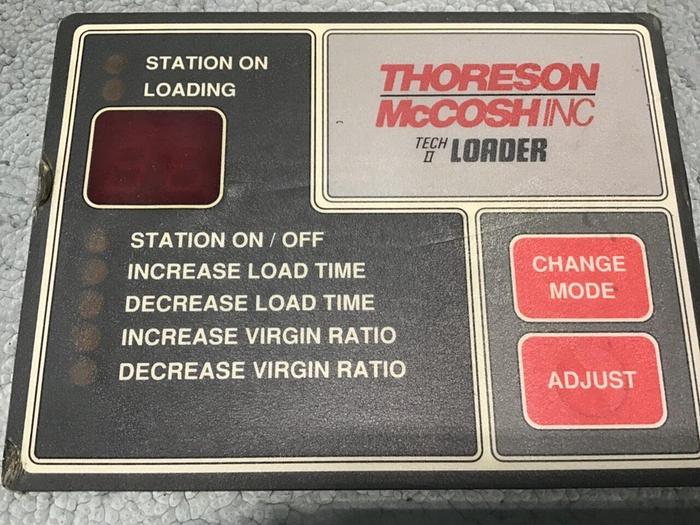 STATION ON
LOADING
THORESON
McCOSH INC
TECH II LOADER
STATION ON / OFF
INCREASE LOAD TIME
DECREASE LOAD TIME
INCREASE VIRGIN RATIO
DECREASE VIRGIN RATIO
CHANGE
MODE
ADJUST